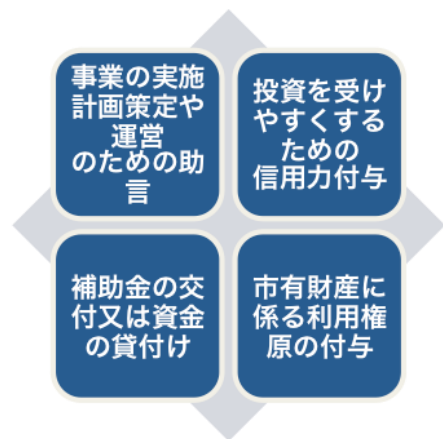 事業の実施
計画策定や
運営
のための助
言
投資を受け
やすくする
ための
信用力付与
補助金の交
付又は資金
の貸付け
市有財産に
係る利用権
原の付与